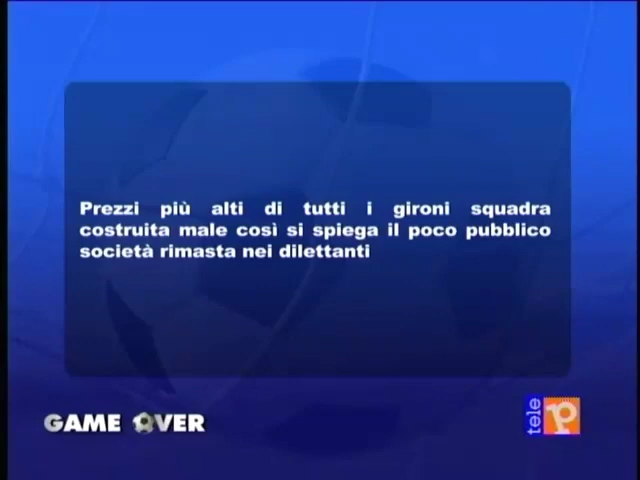 Prezzi più alti di tutti i gironi squadra
costruita male così si spiega il poco pubblico
società rimasta nei dilettanti
GAME OVER
tele P